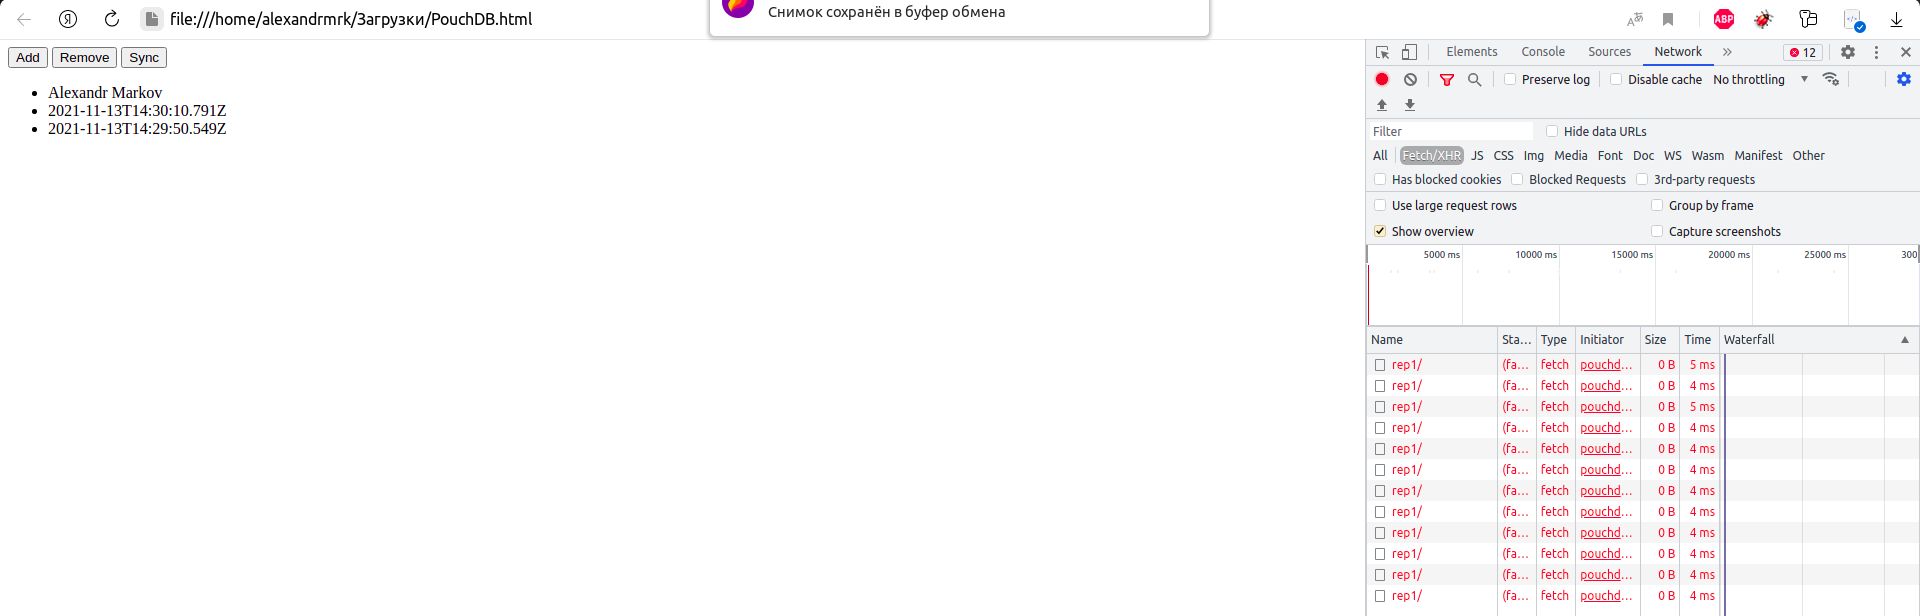 Я
file:///home/alexandrmrk/Загрузки/PouchDB.html
Снимок сохранён в буфер обмена
ABP
Add Remove Sync
Alexandr Markov
2021-11-13T14:30:10.791Z
2021-11-13T14:29:50.549Z
Elements Console Sources Network 12
Preserve log Disable cache No throttling
Filter Hide data URLs
All Fetch/XHR JS CSS Img Media Font Doc WS Wasm Manifest Other
Has blocked cookies Blocked Requests 3rd-party requests
Use large request rows Group by frame
Show overview Capture screenshots
5000 ms 10000 ms 15000 ms 20000 ms 25000 ms 300
Name Sta... Type Initiator Size Time Waterfall
rep1/ (fa... fetch pouchd... 0 B 5 ms
rep1/ (fa... fetch pouchd... 0 B 4 ms
rep1/ (fa... fetch pouchd... 0 B 5 ms
rep1/ (fa... fetch pouchd... 0 B 4 ms
rep1/ (fa... fetch pouchd... 0 B 4 ms
rep1/ (fa... fetch pouchd... 0 B 4 ms
rep1/ (fa... fetch pouchd... 0 B 4 ms
rep1/ (fa... fetch pouchd... 0 B 4 ms
rep1/ (fa... fetch pouchd... 0 B 4 ms
rep1/ (fa... fetch pouchd... 0 B 4 ms
rep1/ (fa... fetch pouchd... 0 B 4 ms
rep1/ (fa... fetch pouchd... 0 B 4 ms